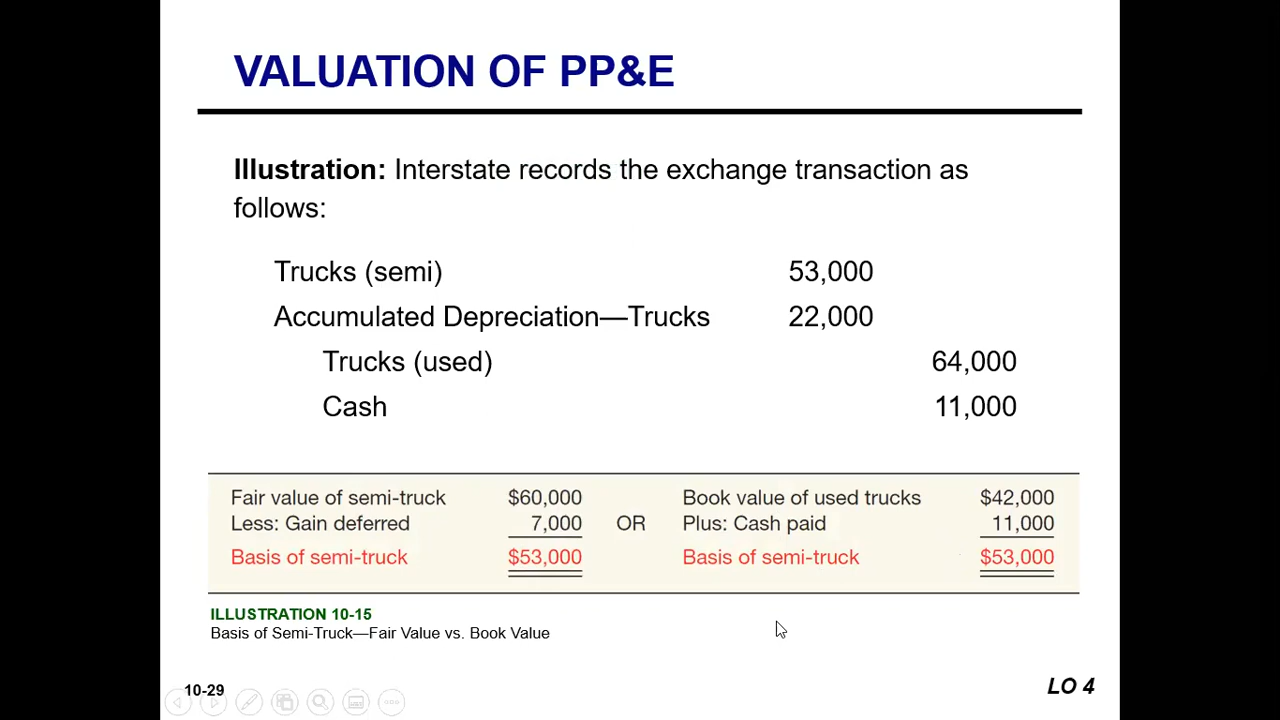 VALUATION OF PP&E
Illustration: Interstate records the exchange transaction as
follows:
Trucks (semi) 53,000
Accumulated Depreciation—Trucks 22,000
Trucks (used) 64,000
Cash 11,000
Fair value of semi-truck $60,000 Book value of used trucks $42,000
Less: Gain deferred 7,000 OR Plus: Cash paid 11,000
Basis of semi-truck $53,000 Basis of semi-truck $53,000
ILLUSTRATION 10-15
Basis of Semi-Truck—Fair Value vs. Book Value
10-29 LO 4